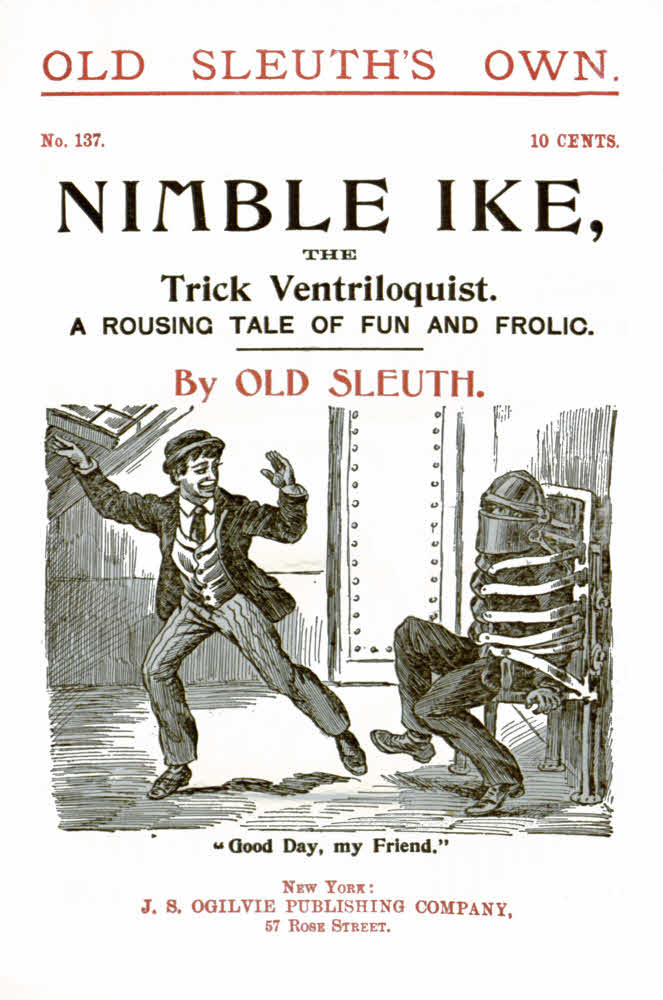 OLD SLEUTH'S OWN.
No. 137.
10 CENTS.
NIMBLE IKE,
THE
Trick Ventriloquist.
A ROUSING TALE OF FUN AND FROLIC.
By OLD SLEUTH.
"Good Day, my Friend."
New York:
J. S. OGILVIE PUBLISHING COMPANY,
57 Rose Street.